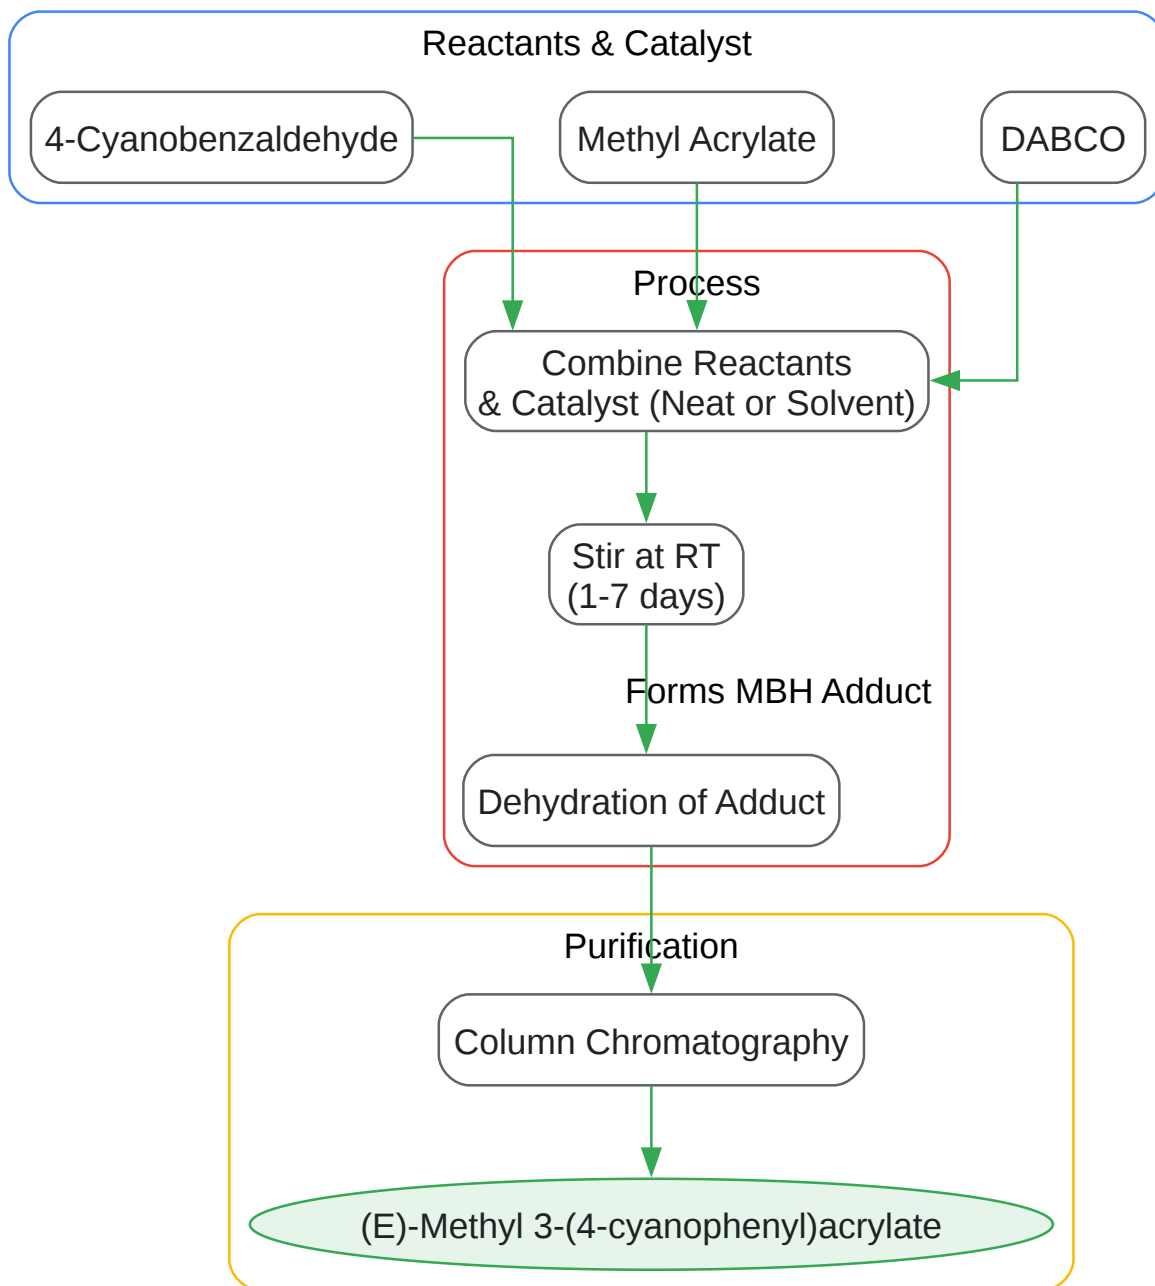 Reactants & Catalyst
4-Cyanobenzaldehyde
Methyl Acrylate
DABCO
Process
Combine Reactants
& Catalyst (Neat or Solvent)
Stir at RT
(1-7 days)
Forms MBH Adduct
Dehydration of Adduct
Purification
Column Chromatography
(E)-Methyl 3-(4-cyanophenyl)acrylate